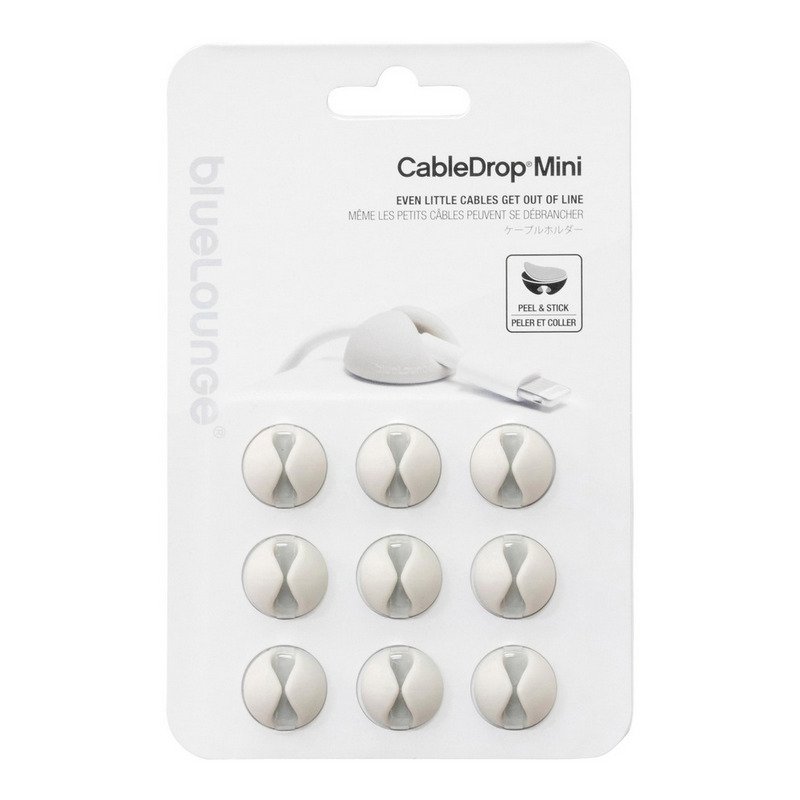 CableDrop® Mini
EVEN LITTLE CABLES GET OUT OF LINE
MÊME LES PETITS CÂBLES PEUVENT SE DÉBRANCHER
ケーブルホルダー
PEEL & STICK
PELER ET COLLER
blueLounge
blueLounge®